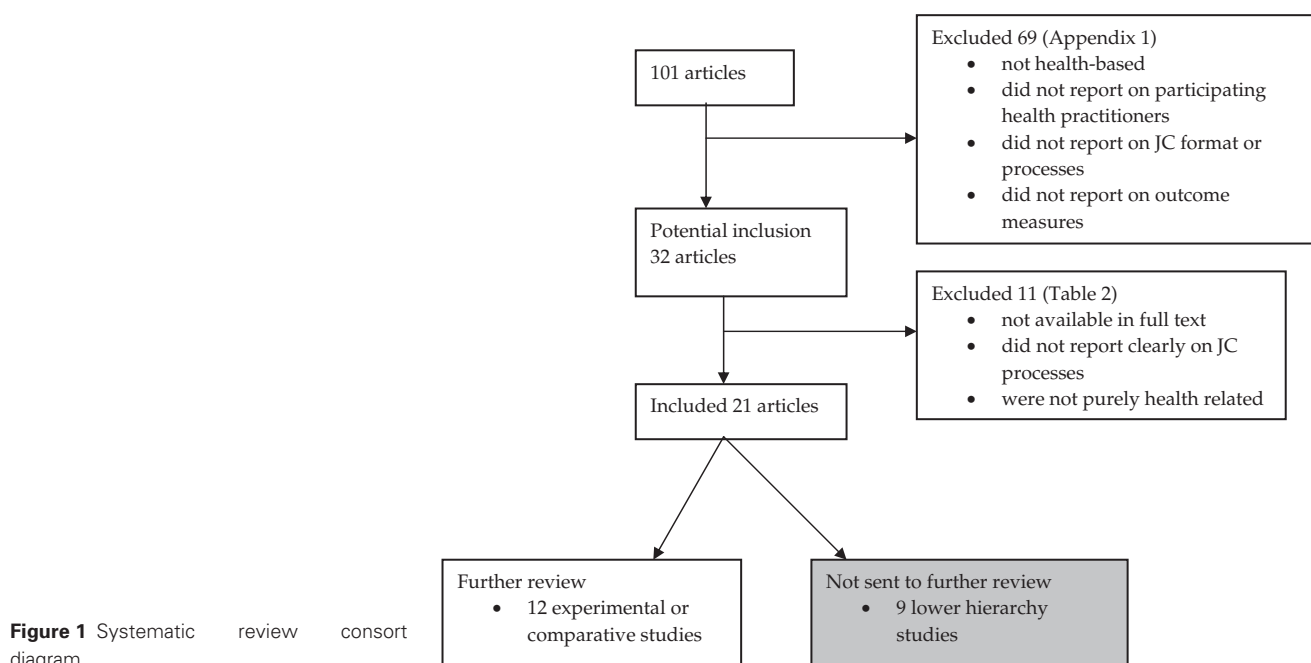 101 articles
Excluded 69 (Appendix 1)
• not health-based
• did not report on participating
health practitioners
• did not report on JC format or
processes
• did not report on outcome
measures
Potential inclusion
32 articles
Excluded 11 (Table 2)
• not available in full text
• did not report clearly on JC
processes
• were not purely health related
Included 21 articles
Further review
• 12 experimental or
comparative studies
Not sent to further review
• 9 lower hierarchy
studies
Figure 1 Systematic review consort
diagram